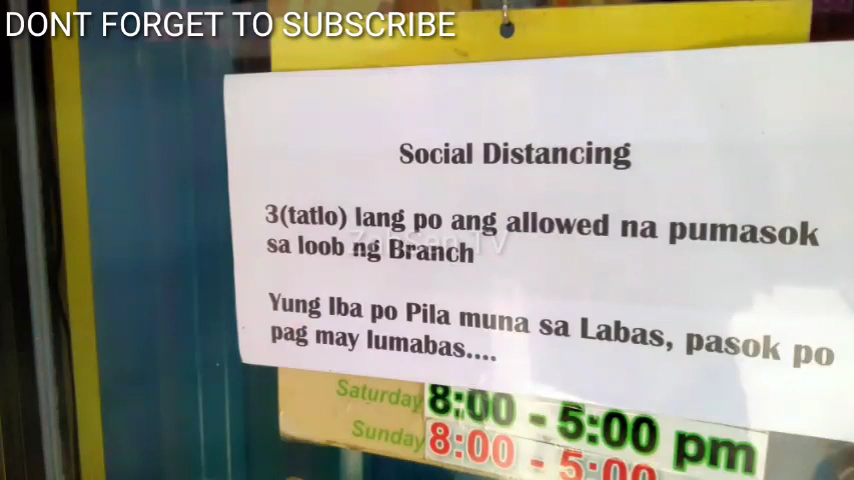 DONT FORGET TO SUBSCRIBE
Social Distancing
3(tatlo) lang po ang allowed na pumasok
sa loob ng Branch
ZabSan TV
Yung Iba po Pila muna sa Labas, pasok po
pag may lumabas....
Saturday 8:00 - 5:00 pm
Sunday 8:00 - 5:00